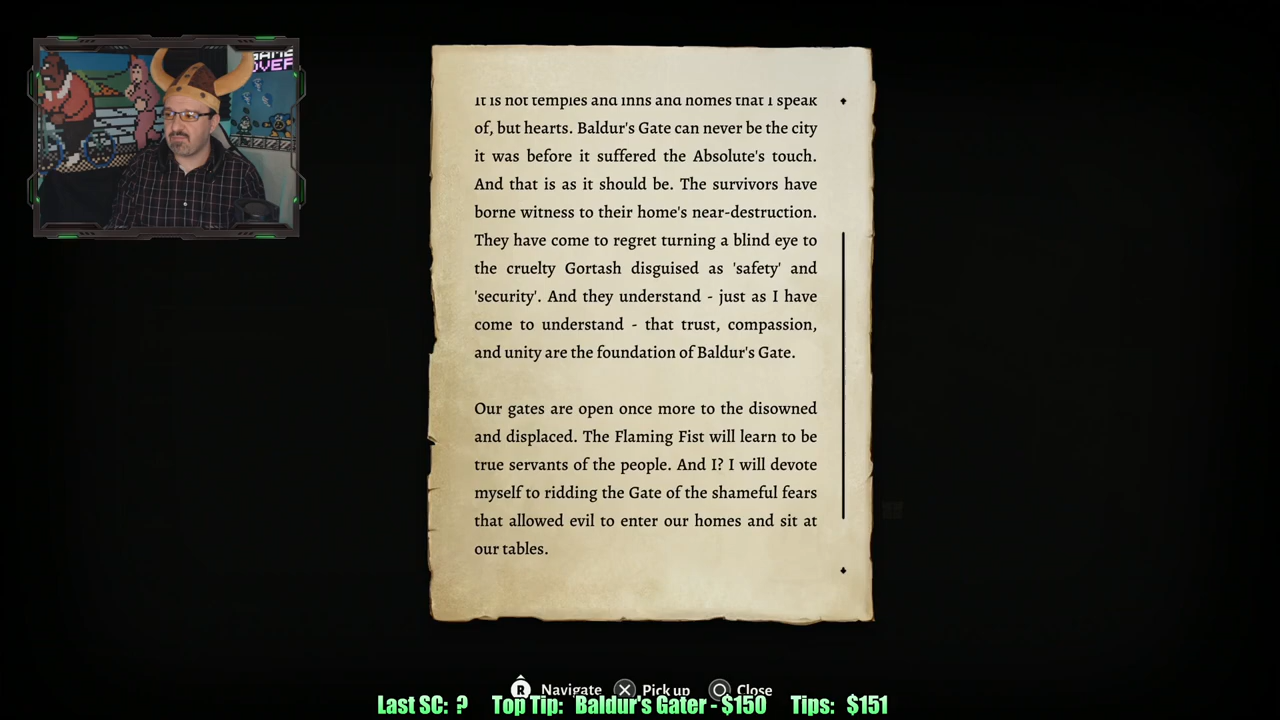 GAME
OVER
It is not temples and inns and homes that I speak
of, but hearts. Baldur's Gate can never be the city
it was before it suffered the Absolute's touch.
And that is as it should be. The survivors have
borne witness to their home's near-destruction.
They have come to regret turning a blind eye to
the cruelty Gortash disguised as 'safety' and
'security'. And they understand - just as I have
come to understand - that trust, compassion,
and unity are the foundation of Baldur's Gate.
Our gates are open once more to the disowned
and displaced. The Flaming Fist will learn to be
true servants of the people. And I? I will devote
myself to ridding the Gate of the shameful fears
that allowed evil to enter our homes and sit at
our tables.
R Navigate Pick up Close
Last SC: ? Top Tip: Baldur's Gater - $150 Tips: $151